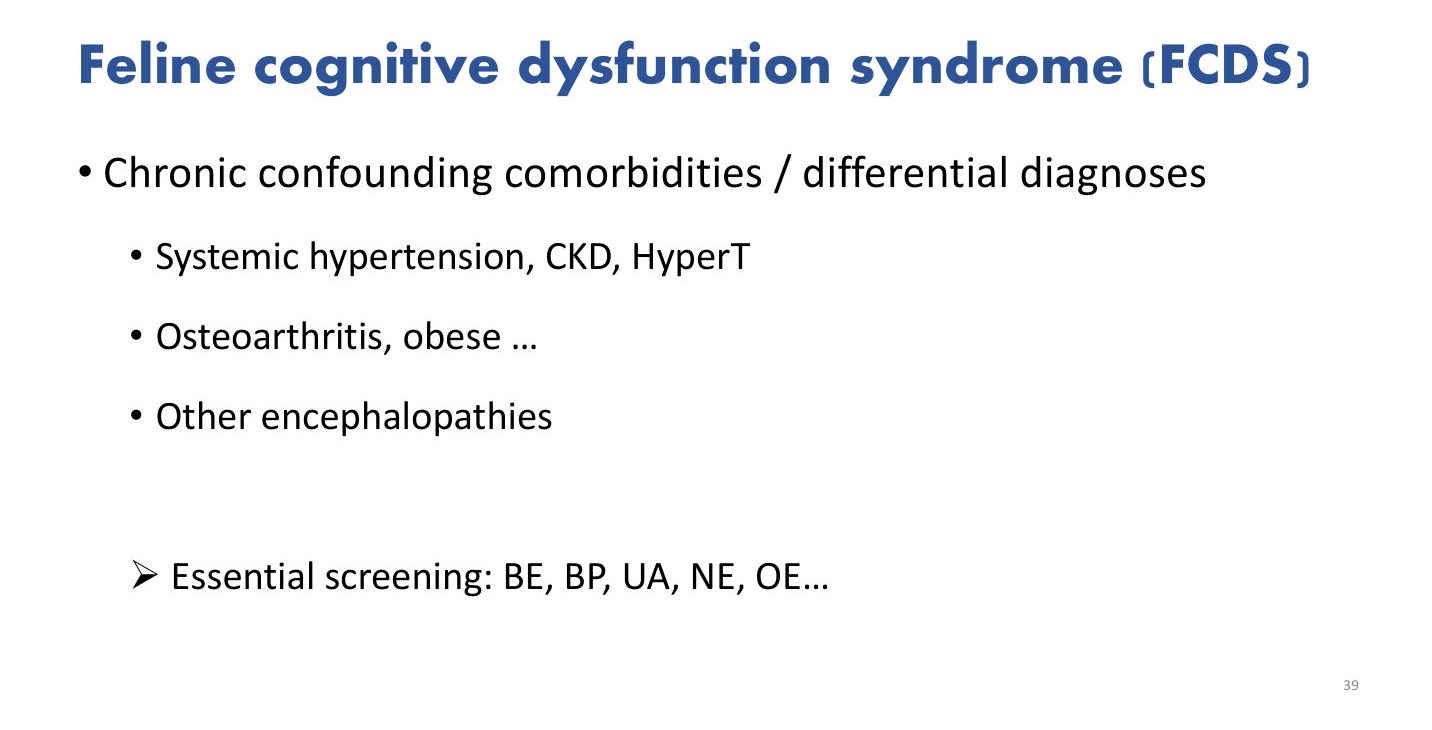 Feline cognitive dysfunction syndrome (FCDS)
• Chronic confounding comorbidities / differential diagnoses
• Systemic hypertension, CKD, HyperT
• Osteoarthritis, obese …
• Other encephalopathies
➢ Essential screening: BE, BP, UA, NE, OE…
39